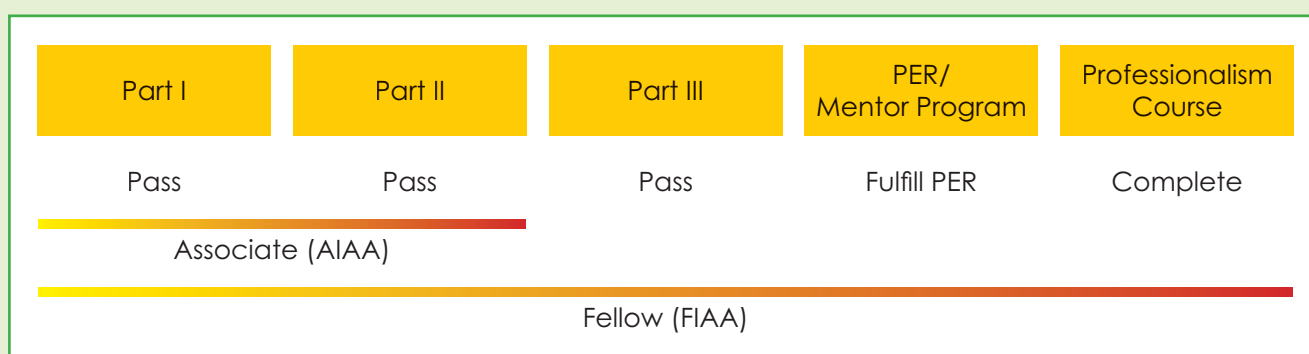 Part I
Part II
Part III
PER/
Mentor Program
Professionalism
Course
Pass
Pass
Pass
Fulfill PER
Complete
Associate (AIAA)
Fellow (FIAA)